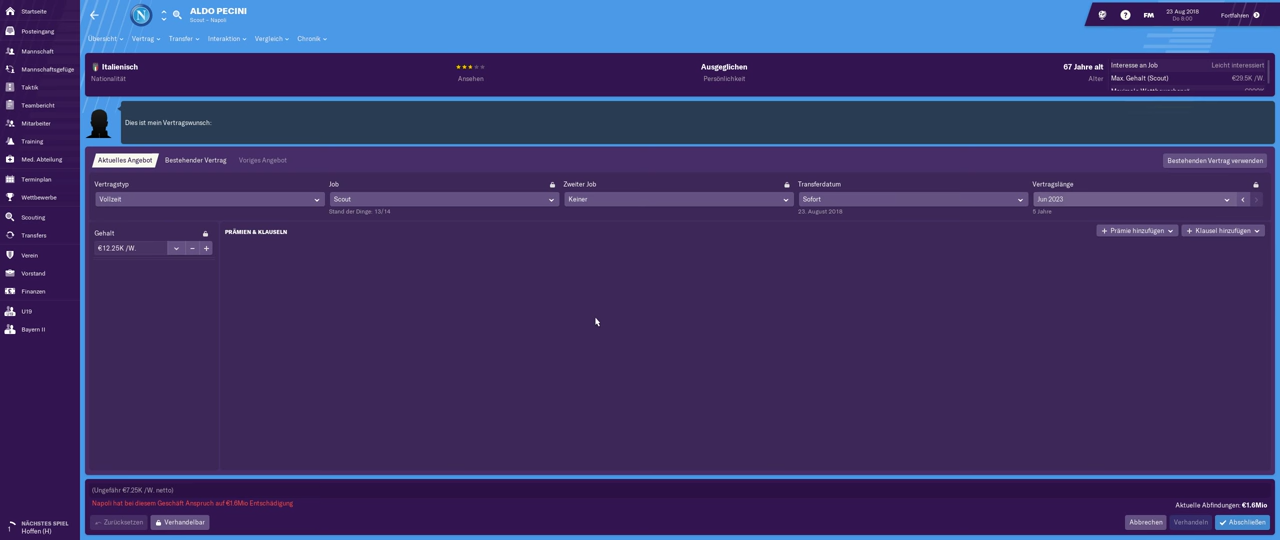 Startseite
Posteingang
Mannschaft
Mannschaftsgefüge
Taktik
Teambericht
Mitarbeiter
Training
Med. Abteilung
Terminplan
Wettbewerbe
Scouting
Transfers
Verein
Vorstand
Finanzen
U19
Bayern II
NÄCHSTES SPIEL
Hoffen (H)
ALDO PECINI
Scout - Napoli
? FM 23 Aug 2018
Do 8:00
Fortfahren
Übersicht Vertrag Transfer Interaktion Vergleich Chronik
Italienisch
Nationalität
Ansehen
Ausgeglichen
Persönlichkeit
67 Jahre alt
Alter
Interesse an Job Leicht interessiert
Max. Gehalt (Scout) €29.5K /W.
Dies ist mein Vertragswunsch:
Aktuelles Angebot Bestehender Vertrag Voriges Angebot Bestehenden Vertrag verwenden
Vertragstyp Job Zweiter Job Transferdatum Vertragslänge
Vollzeit Scout Keiner Sofort Jun 2023
Stand der Dinge: 13/14 23. August 2018 5 Jahre
Gehalt PRÄMIEN & KLAUSELN + Prämie hinzufügen + Klausel hinzufügen
€12.25K /W.
(Ungefähr €7.25K /W. netto)
Napoli hat bei diesem Geschäft Anspruch auf €1.6Mio Entschädigung
Aktuelle Abfindungen: €1.6Mio
Zurücksetzen Verhandelbar Abbrechen Verhandeln Abschließen